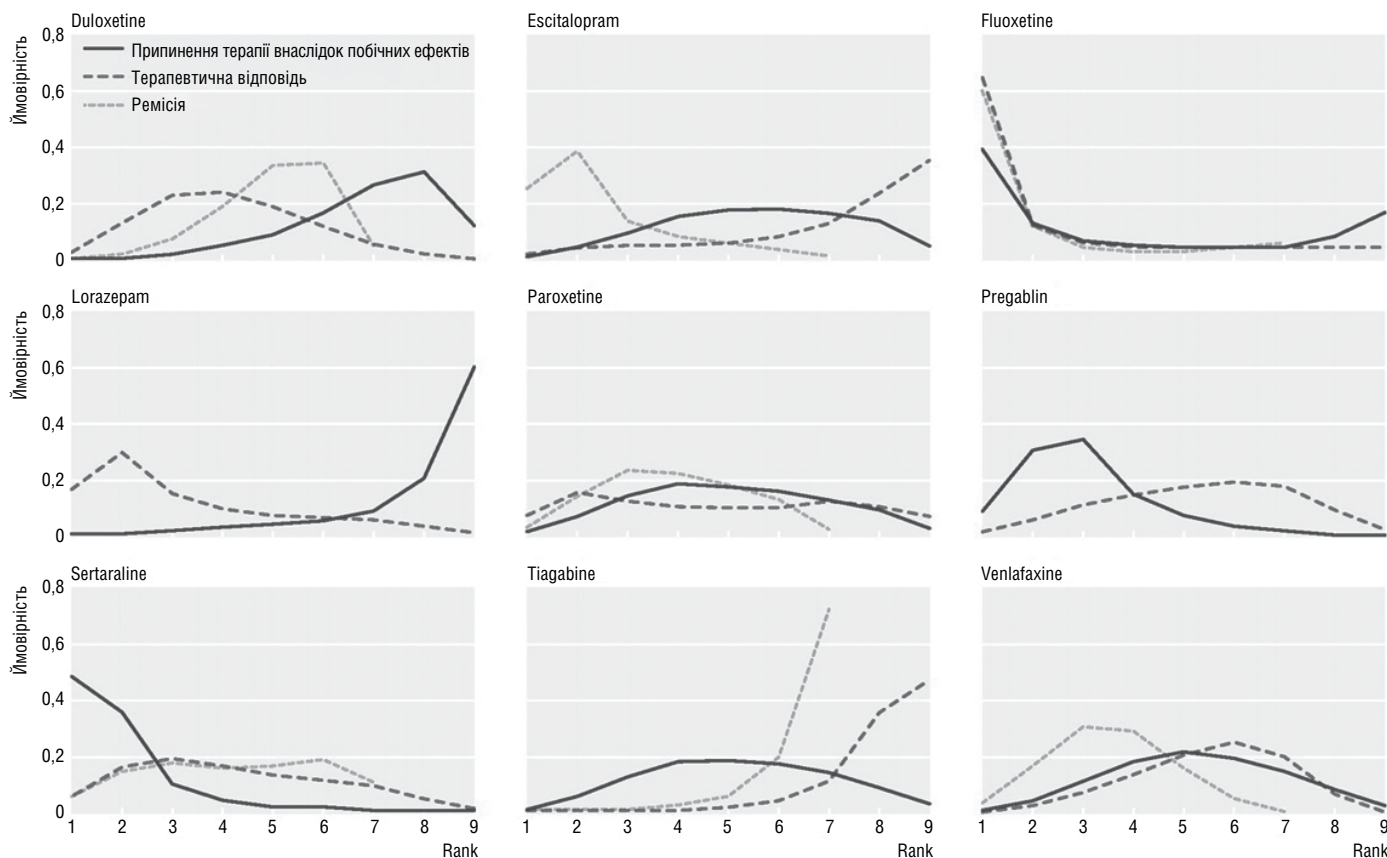 Duloxetine
Escitalopram
Fluoxetine
Ймовірність
0,8
0,6
0,4
0,2
0
Припинення терапії внаслідок побічних ефектів
Терапевтична відповідь
Ремісія
Lorazepam
Paroxetine
Pregablin
Ймовірність
0,8
0,6
0,4
0,2
0
Sertaraline
Tiagabine
Venlafaxine
Ймовірність
0,8
0,6
0,4
0,2
0
1 2 3 4 5 6 7 8 9
1 2 3 4 5 6 7 8 9
1 2 3 4 5 6 7 8 9
Rank
Rank
Rank